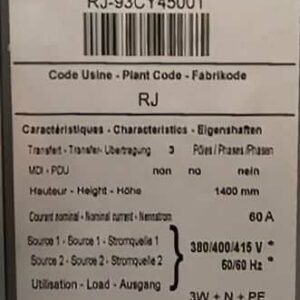 RJ-93CY45001
Code Usine - Plant Code - Fabrikode
RJ
Caractéristiques - Characteristics - Eigenshaften
Transfert - Transfer- Ubertragung 3 Pôles / Phases /Phasen
MDI - PDU non no nein
Hauteur - Height - Höhe 1400 mm
Courant nominal - Nominal current - Nennstrom 60 A
Source 1 - Source 1 - Stromquelle 1 380/400/415 V *
Source 2 - Source 2 - Stromquelle 2 50/60 Hz *
Utilisation - Load - Ausgang 3W + N + PE